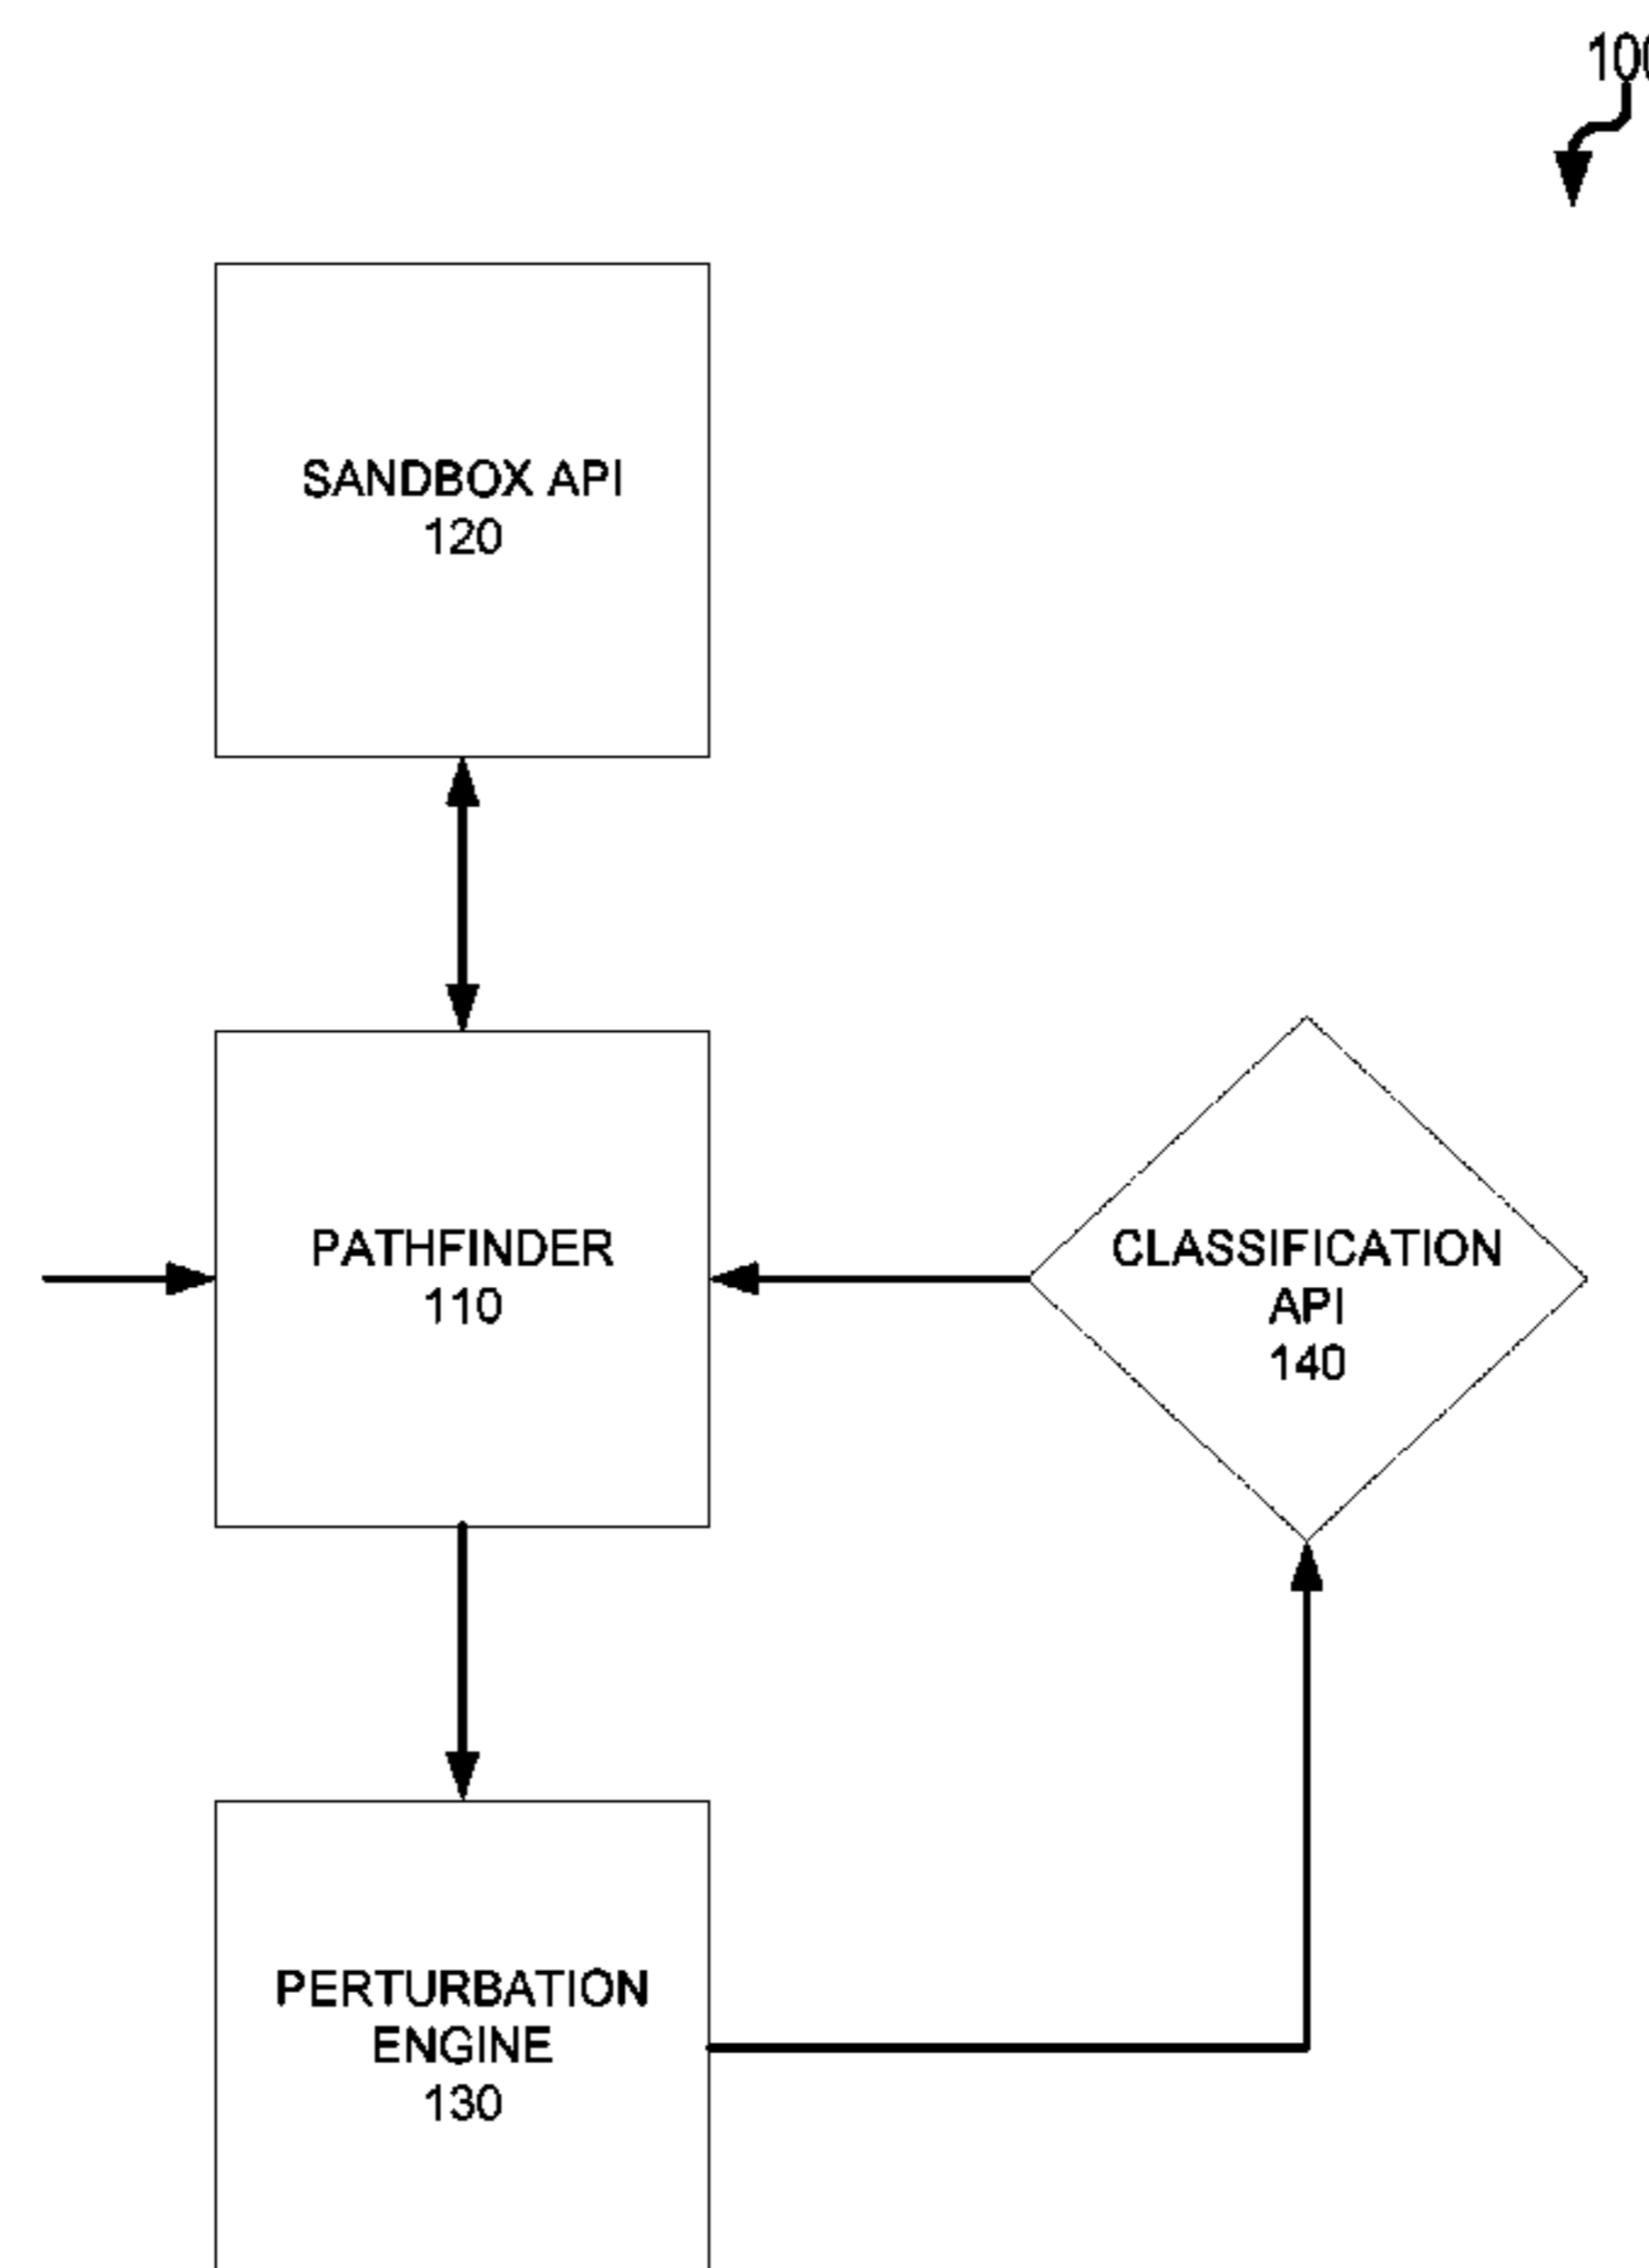 100
SANDBOX API
120
PATHFINDER
110
CLASSIFICATION
API
140
PERTURBATION
ENGINE
130